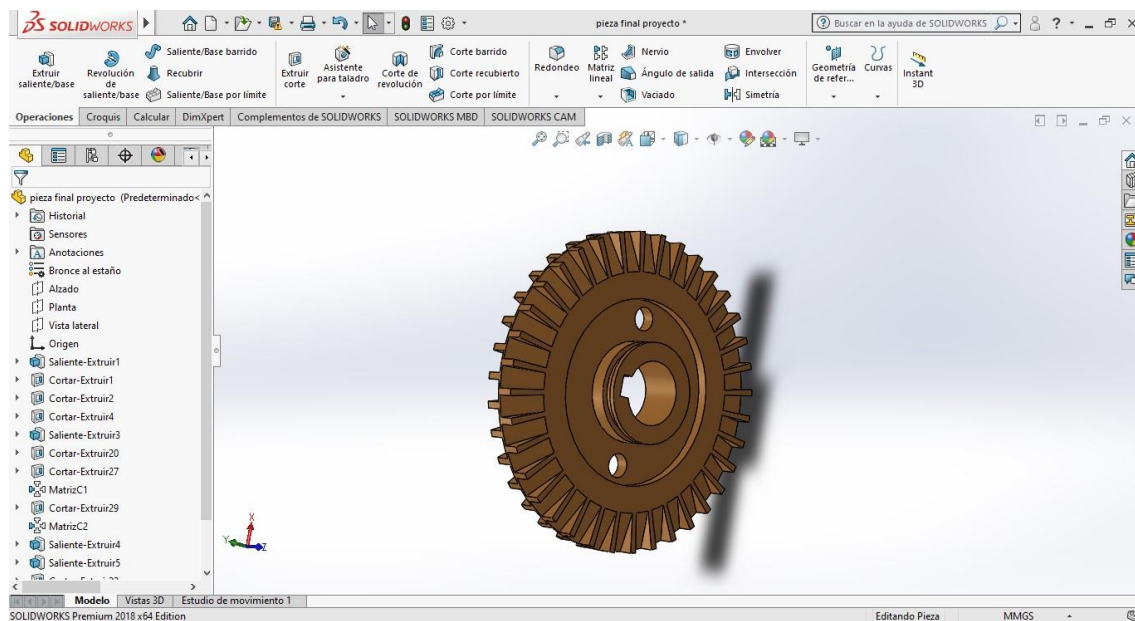 SOLIDWORKS
pieza final proyecto *
Buscar en la ayuda de SOLIDWORKS
Extruir saliente/base
Revolución de saliente/base
Saliente/Base barrido
Recubrir
Saliente/Base por límite
Extruir corte
Asistente para taladro
Corte de revolución
Corte barrido
Corte recubierto
Corte por límite
Redondeo
Matriz lineal
Nervio
Ángulo de salida
Vaciado
Envolver
Intersección
Simetría
Geometría de refer...
Curvas
Instant 3D
Operaciones
Croquis
Calcular
DimXpert
Complementos de SOLIDWORKS
SOLIDWORKS MBD
SOLIDWORKS CAM
pieza final proyecto (Predeterminado<
Historial
Sensores
Anotaciones
Bronce al estaño
Alzado
Planta
Vista lateral
Origen
Saliente-Extruir1
Cortar-Extruir1
Cortar-Extruir2
Cortar-Extruir4
Saliente-Extruir3
Cortar-Extruir20
Cortar-Extruir27
MatrizC1
Cortar-Extruir29
MatrizC2
Saliente-Extruir4
Saliente-Extruir5
X
Y
Z
Modelo
Vistas 3D
Estudio de movimiento 1
SOLIDWORKS Premium 2018 x64 Edition
Editando Pieza
MMGS